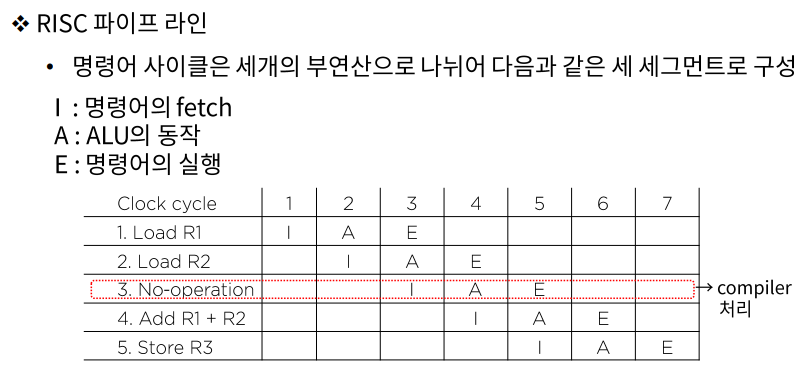 ❖ RISC 파이프 라인
• 명령어 사이클은 세개의 부연산으로 나뉘어 다음과 같은 세 세그먼트로 구성
I : 명령어의 fetch
A : ALU의 동작
E : 명령어의 실행
Clock cycle 1 2 3 4 5 6 7
1. Load R1 I A E
2. Load R2 I A E
3. No-operation I A E → compiler
처리
4. Add R1 + R2 I A E
5. Store R3 I A E